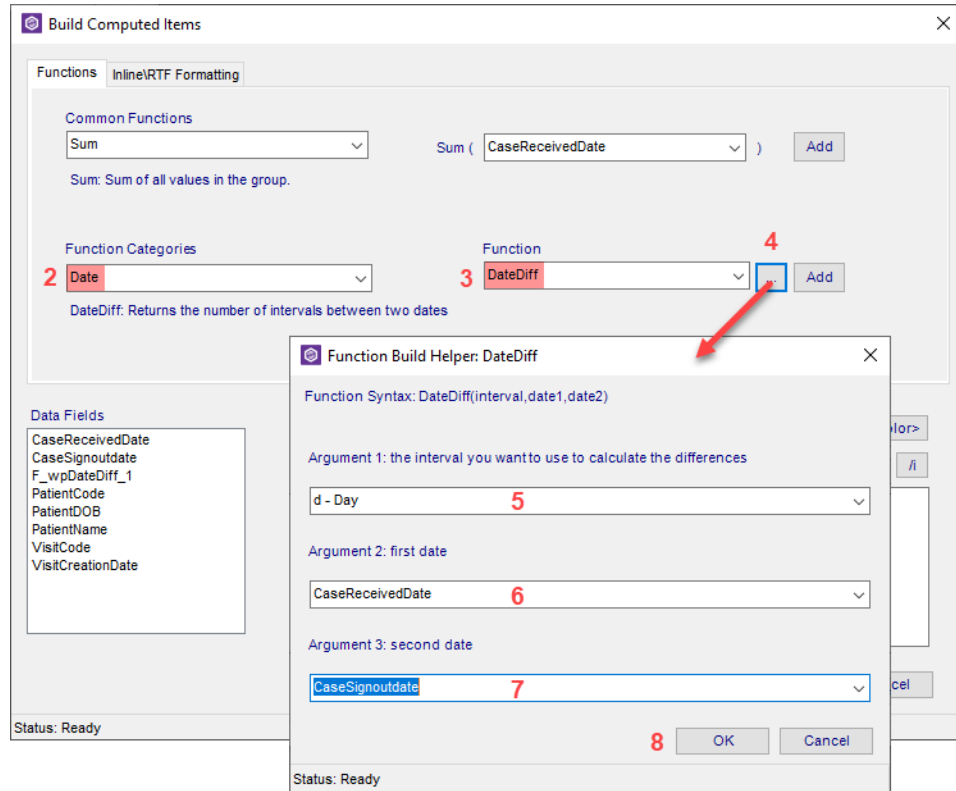 Build Computed Items
Functions
Inline\RTF Formatting
Common Functions
Sum
Sum (
CaseReceivedDate
)
Add
Sum: Sum of all values in the group.
Function Categories
Function
4
2
Date
3
DateDiff
...
Add
DateDiff: Returns the number of intervals between two dates
Function Build Helper: DateDiff
Function Syntax: DateDiff(interval,date1,date2)
Argument 1: the interval you want to use to calculate the differences
d - Day
5
Argument 2: first date
CaseReceivedDate
6
Argument 3: second date
CaseSignoutdate
7
8
OK
Cancel
Status: Ready
Data Fields
CaseReceivedDate
CaseSignoutdate
F_wpDateDiff_1
PatientCode
PatientDOB
PatientName
VisitCode
VisitCreationDate
lor>
/i
cel
Status: Ready